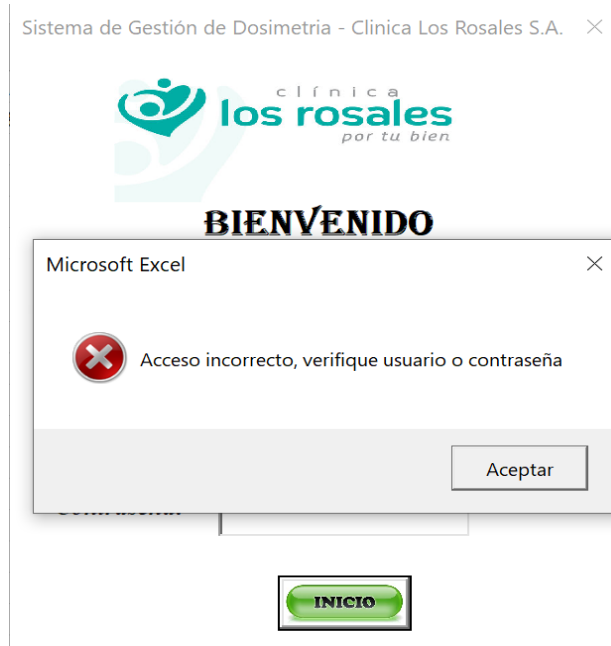 Sistema de Gestión de Dosimetria - Clinica Los Rosales S.A.
clínica
los rosales
por tu bien
BIENVENIDO
Microsoft Excel
Acceso incorrecto, verifique usuario o contraseña
Aceptar
INICIO